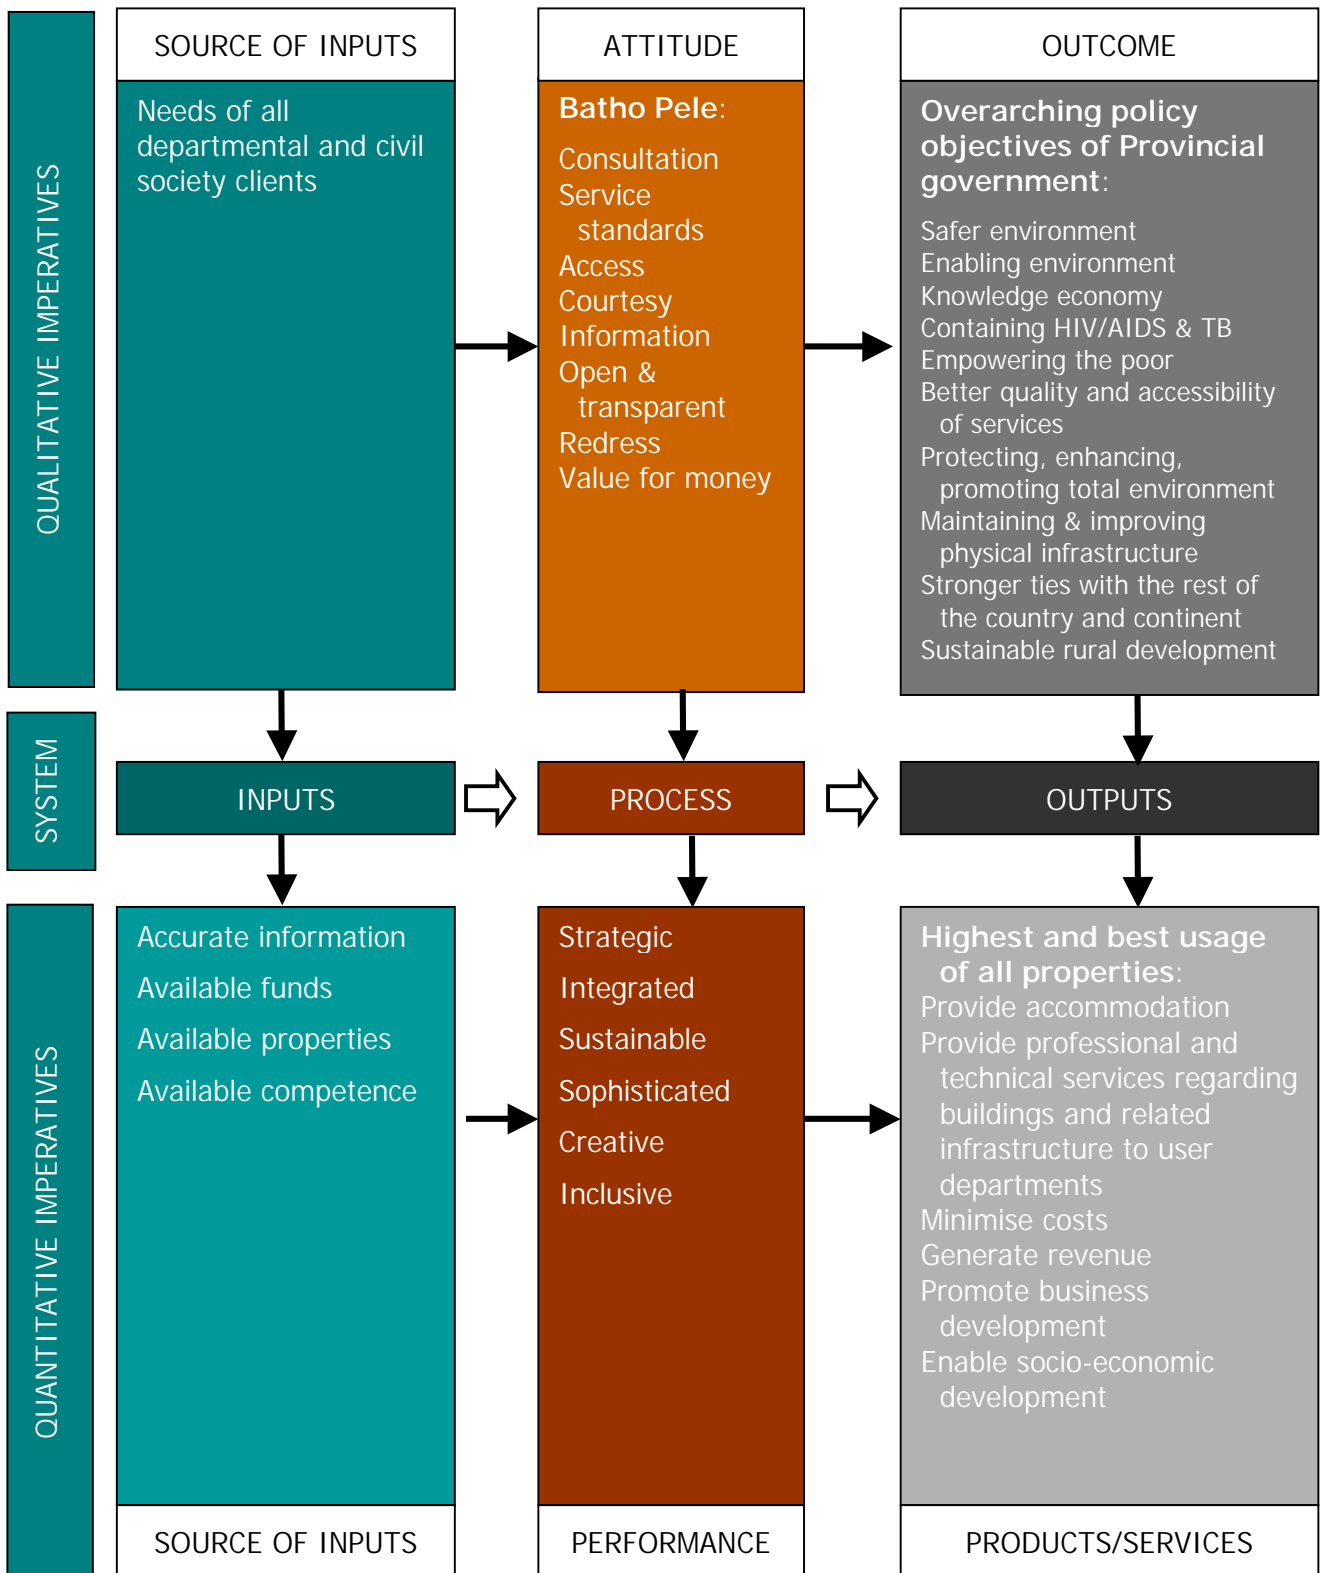 QUALITATIVE IMPERATIVES
SOURCE OF INPUTS
Needs of all
departmental and civil
society clients
ATTITUDE
Batho Pele:
Consultation
Service
standards
Access
Courtesy
Information
Open &
transparent
Redress
Value for money
OUTCOME
Overarching policy
objectives of Provincial
government:
Safer environment
Enabling environment
Knowledge economy
Containing HIV/AIDS & TB
Empowering the poor
Better quality and accessibility
of services
Protecting, enhancing,
promoting total environment
Maintaining & improving
physical infrastructure
Stronger ties with the rest of
the country and continent
Sustainable rural development
SYSTEM
INPUTS
PROCESS
OUTPUTS
QUANTITATIVE IMPERATIVES
Accurate information
Available funds
Available properties
Available competence
SOURCE OF INPUTS
Strategic
Integrated
Sustainable
Sophisticated
Creative
Inclusive
PERFORMANCE
Highest and best usage
of all properties:
Provide accommodation
Provide professional and
technical services regarding
buildings and related
infrastructure to user
departments
Minimise costs
Generate revenue
Promote business
development
Enable socio-economic
development
PRODUCTS/SERVICES